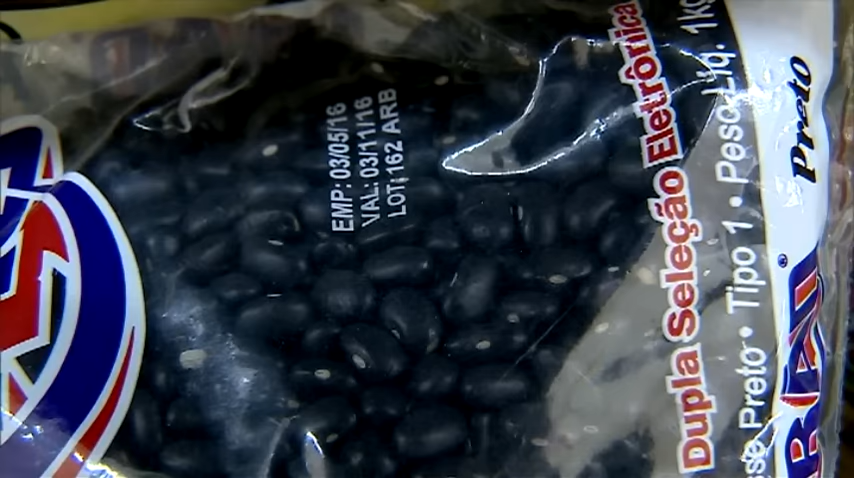 EMP: 03/05/16
VAL: 03/11/16
LOT: 162 ARB
Dupla Seleção Eletrônica
sse Preto • Tipo 1 • Peso Líq. 1kg
Preto